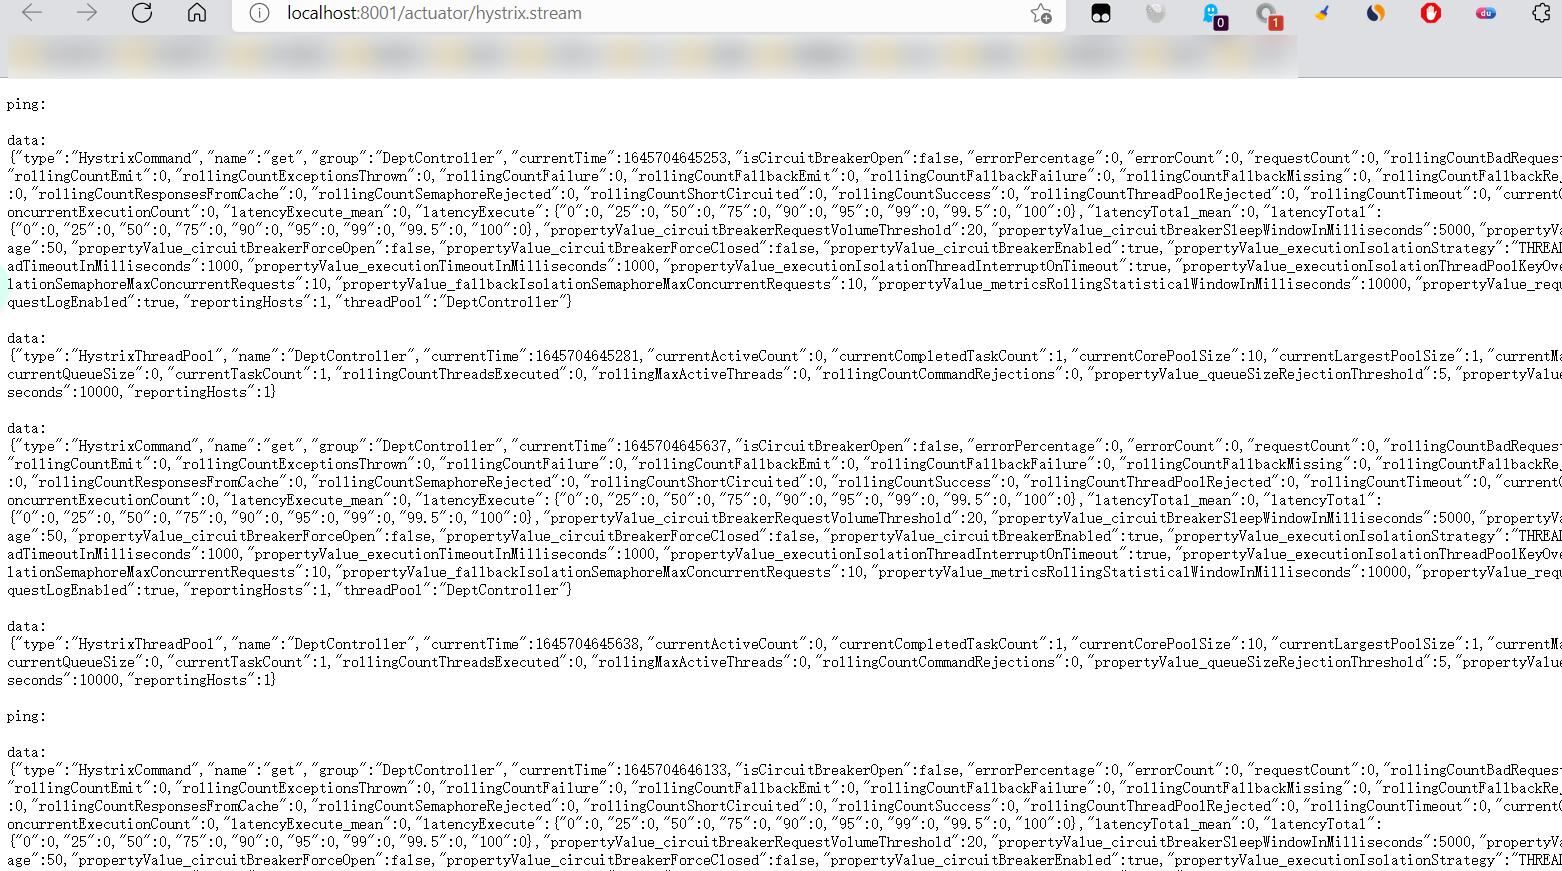 localhost:8001/actuator/hystrix.stream
0
1
du
ping:
data:
{"type":"HystrixCommand","name":"get","group":"DeptController","currentTime":1645704645253,"isCircuitBreakerOpen":false,"errorPercentage":0,"errorCount":0,"requestCount":0,"rollingCountBadRequest
"rollingCountEmit":0,"rollingCountExceptionsThrown":0,"rollingCountFailure":0,"rollingCountFallbackEmit":0,"rollingCountFallbackFailure":0,"rollingCountFallbackMissing":0,"rollingCountFallbackRej
:0,"rollingCountResponsesFromCache":0,"rollingCountSemaphoreRejected":0,"rollingCountShortCircuited":0,"rollingCountSuccess":0,"rollingCountThreadPoolRejected":0,"rollingCountTimeout":0,"currentC
oncurrentExecutionCount":0,"latencyExecute_mean":0,"latencyExecute":{"0":0,"25":0,"50":0,"75":0,"90":0,"95":0,"99":0,"99.5":0,"100":0},"latencyTotal_mean":0,"latencyTotal":
{"0":0,"25":0,"50":0,"75":0,"90":0,"95":0,"99":0,"99.5":0,"100":0},"propertyValue_circuitBreakerRequestVolumeThreshold":20,"propertyValue_circuitBreakerSleepWindowInMilliseconds":5000,"propertyVa
age":50,"propertyValue_circuitBreakerForceOpen":false,"propertyValue_circuitBreakerForceClosed":false,"propertyValue_circuitBreakerEnabled":true,"propertyValue_executionIsolationStrategy":"THREAD
adTimeoutInMilliseconds":1000,"propertyValue_executionTimeoutInMilliseconds":1000,"propertyValue_executionIsolationThreadInterruptOnTimeout":true,"propertyValue_executionIsolationThreadPoolKeyOve
lationSemaphoreMaxConcurrentRequests":10,"propertyValue_fallbackIsolationSemaphoreMaxConcurrentRequests":10,"propertyValue_metricsRollingStatisticalWindowInMilliseconds":10000,"propertyValue_requ
questLogEnabled":true,"reportingHosts":1,"threadPool":"DeptController"}
data:
{"type":"HystrixThreadPool","name":"DeptController","currentTime":1645704645281,"currentActiveCount":0,"currentCompletedTaskCount":1,"currentCorePoolSize":10,"currentLargestPoolSize":1,"currentMa
currentQueueSize":0,"currentTaskCount":1,"rollingCountThreadsExecuted":0,"rollingMaxActiveThreads":0,"rollingCountCommandRejections":0,"propertyValue_queueSizeRejectionThreshold":5,"propertyValue
seconds":10000,"reportingHosts":1}
data:
{"type":"HystrixCommand","name":"get","group":"DeptController","currentTime":1645704645637,"isCircuitBreakerOpen":false,"errorPercentage":0,"errorCount":0,"requestCount":0,"rollingCountBadRequest
"rollingCountEmit":0,"rollingCountExceptionsThrown":0,"rollingCountFailure":0,"rollingCountFallbackEmit":0,"rollingCountFallbackFailure":0,"rollingCountFallbackMissing":0,"rollingCountFallbackRej
:0,"rollingCountResponsesFromCache":0,"rollingCountSemaphoreRejected":0,"rollingCountShortCircuited":0,"rollingCountSuccess":0,"rollingCountThreadPoolRejected":0,"rollingCountTimeout":0,"currentC
oncurrentExecutionCount":0,"latencyExecute_mean":0,"latencyExecute":{"0":0,"25":0,"50":0,"75":0,"90":0,"95":0,"99":0,"99.5":0,"100":0},"latencyTotal_mean":0,"latencyTotal":
{"0":0,"25":0,"50":0,"75":0,"90":0,"95":0,"99":0,"99.5":0,"100":0},"propertyValue_circuitBreakerRequestVolumeThreshold":20,"propertyValue_circuitBreakerSleepWindowInMilliseconds":5000,"propertyVa
age":50,"propertyValue_circuitBreakerForceOpen":false,"propertyValue_circuitBreakerForceClosed":false,"propertyValue_circuitBreakerEnabled":true,"propertyValue_executionIsolationStrategy":"THREAD
adTimeoutInMilliseconds":1000,"propertyValue_executionTimeoutInMilliseconds":1000,"propertyValue_executionIsolationThreadInterruptOnTimeout":true,"propertyValue_executionIsolationThreadPoolKeyOve
lationSemaphoreMaxConcurrentRequests":10,"propertyValue_fallbackIsolationSemaphoreMaxConcurrentRequests":10,"propertyValue_metricsRollingStatisticalWindowInMilliseconds":10000,"propertyValue_requ
questLogEnabled":true,"reportingHosts":1,"threadPool":"DeptController"}
data:
{"type":"HystrixThreadPool","name":"DeptController","currentTime":1645704645638,"currentActiveCount":0,"currentCompletedTaskCount":1,"currentCorePoolSize":10,"currentLargestPoolSize":1,"currentMa
currentQueueSize":0,"currentTaskCount":1,"rollingCountThreadsExecuted":0,"rollingMaxActiveThreads":0,"rollingCountCommandRejections":0,"propertyValue_queueSizeRejectionThreshold":5,"propertyValue
seconds":10000,"reportingHosts":1}
ping:
data:
{"type":"HystrixCommand","name":"get","group":"DeptController","currentTime":1645704646133,"isCircuitBreakerOpen":false,"errorPercentage":0,"errorCount":0,"requestCount":0,"rollingCountBadRequest
"rollingCountEmit":0,"rollingCountExceptionsThrown":0,"rollingCountFailure":0,"rollingCountFallbackEmit":0,"rollingCountFallbackFailure":0,"rollingCountFallbackMissing":0,"rollingCountFallbackRej
:0,"rollingCountResponsesFromCache":0,"rollingCountSemaphoreRejected":0,"rollingCountShortCircuited":0,"rollingCountSuccess":0,"rollingCountThreadPoolRejected":0,"rollingCountTimeout":0,"currentC
oncurrentExecutionCount":0,"latencyExecute_mean":0,"latencyExecute":{"0":0,"25":0,"50":0,"75":0,"90":0,"95":0,"99":0,"99.5":0,"100":0},"latencyTotal_mean":0,"latencyTotal":
{"0":0,"25":0,"50":0,"75":0,"90":0,"95":0,"99":0,"99.5":0,"100":0},"propertyValue_circuitBreakerRequestVolumeThreshold":20,"propertyValue_circuitBreakerSleepWindowInMilliseconds":5000,"propertyVa
age":50,"propertyValue_circuitBreakerForceOpen":false,"propertyValue_circuitBreakerForceClosed":false,"propertyValue_circuitBreakerEnabled":true,"propertyValue_executionIsolationStrategy":"THREAD